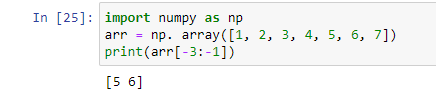 In [25]: import numpy as np
arr = np. array([1, 2, 3, 4, 5, 6, 7])
print(arr[-3:-1])
[5 6]